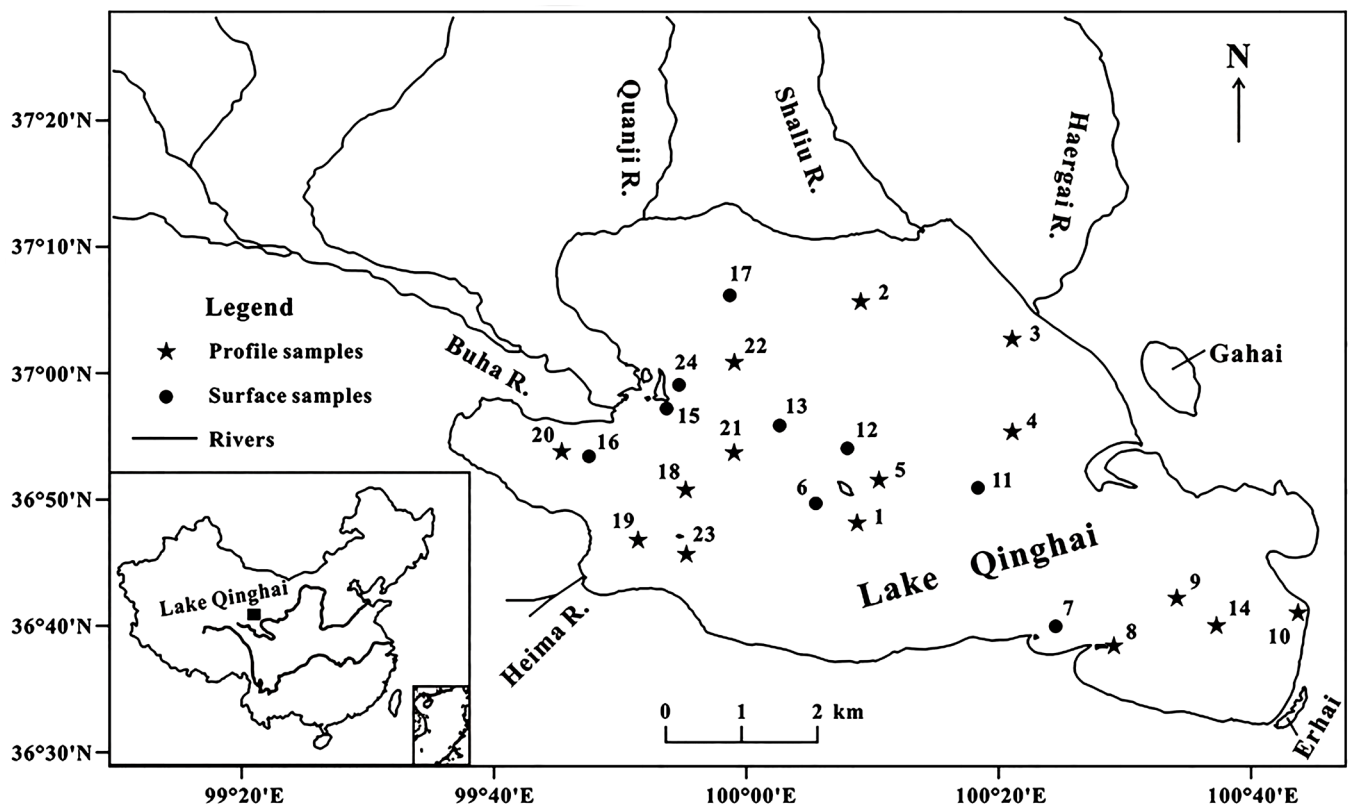 N
37°20'N
37°10'N
37°00'N
36°50'N
36°40'N
36°30'N
Quanji R.
Shaliu R.
Haergai R.
Buha R.
Heima R.
Gahai
Erhai
Lake Qinghai
Legend
Profile samples
Surface samples
Rivers
17
2
3
22
24
15
13
21
12
4
20
16
18
5
11
6
1
19
23
9
7
8
14
10
Lake Qinghai
0 1 2 km
99°20'E
99°40'E
100°00'E
100°20'E
100°40'E